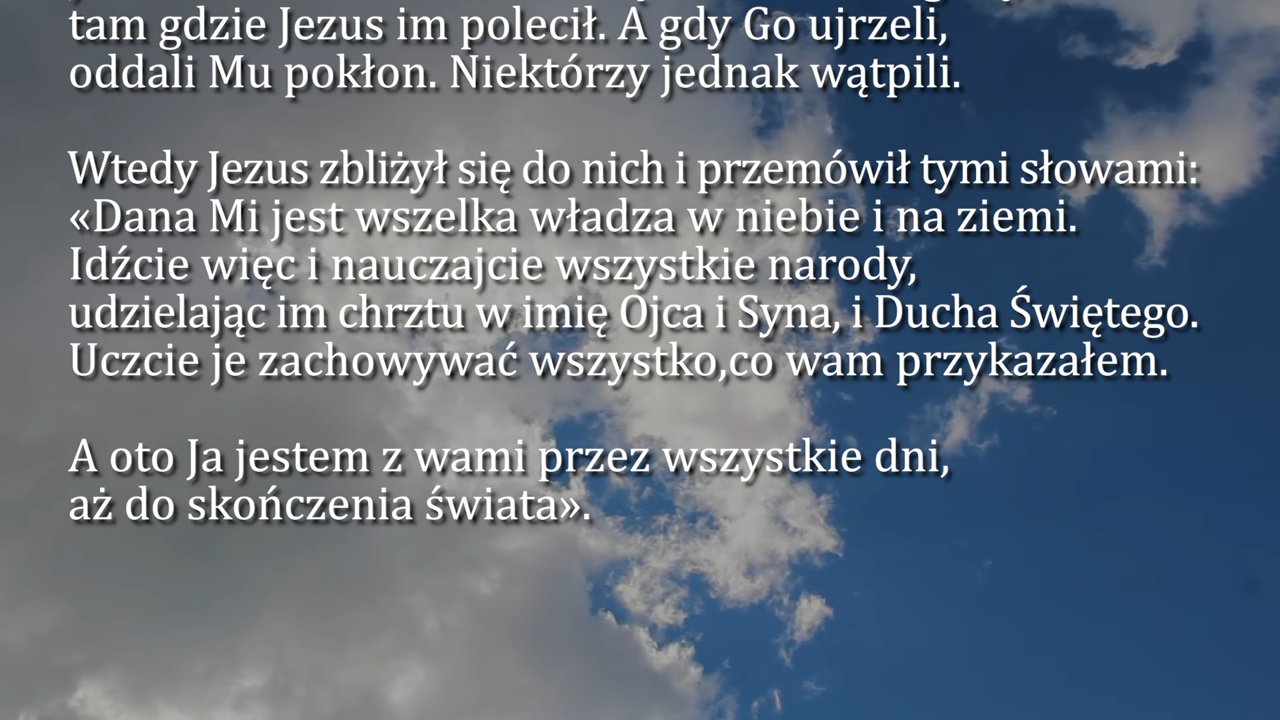 tam gdzie Jezus im polecił. A gdy Go ujrzeli,
oddali Mu pokłon. Niektórzy jednak wątpili.
Wtedy Jezus zbliżył się do nich i przemówił tymi słowami:
«Dana Mi jest wszelka władza w niebie i na ziemi.
Idźcie więc i nauczajcie wszystkie narody,
udzielając im chrztu w imię Ojca i Syna, i Ducha Świętego.
Uczcie je zachowywać wszystko,co wam przykazałem.
A oto Ja jestem z wami przez wszystkie dni,
aż do skończenia świata».